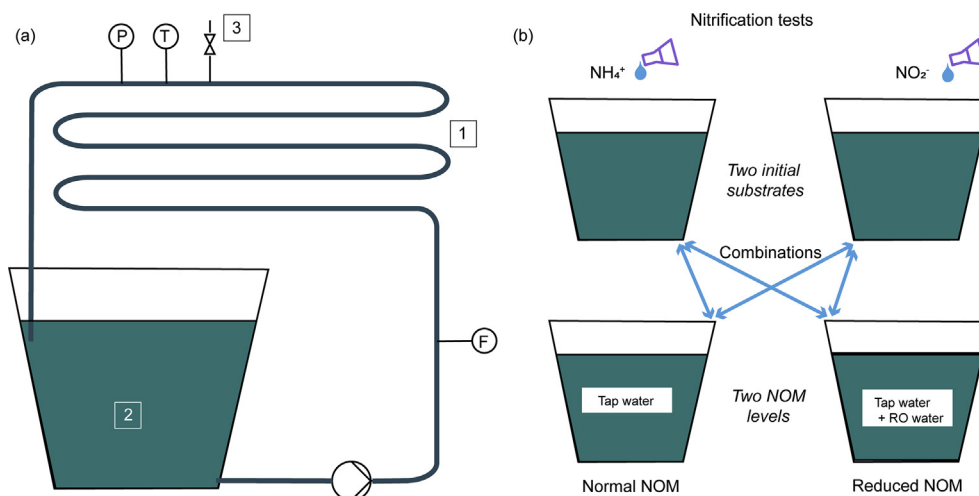 (a)
P
T
3
1
2
F
(b)
Nitrification tests
NH₄⁺
NO₂⁻
Two initial
substrates
Combinations
Tap water
Two NOM
levels
Tap water
+ RO water
Normal NOM
Reduced NOM